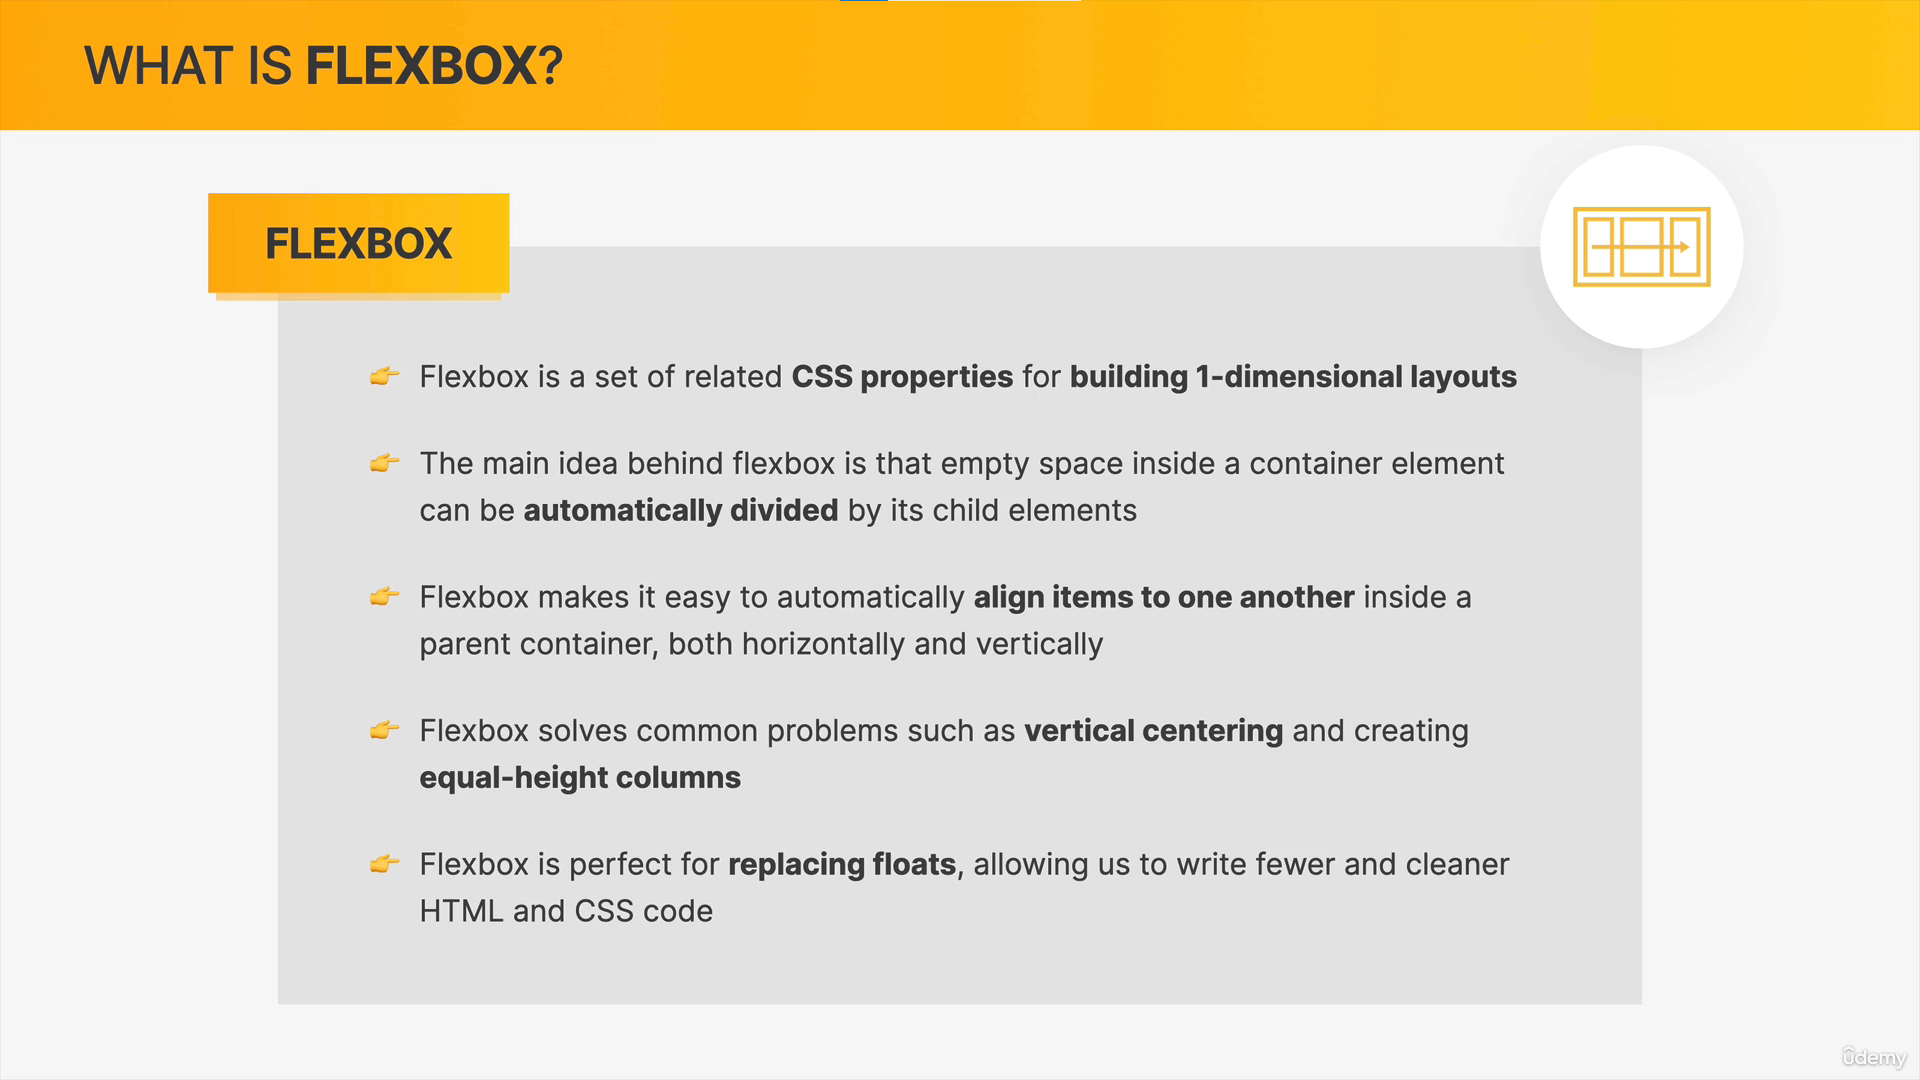 WHAT IS FLEXBOX?
FLEXBOX
👉 Flexbox is a set of related CSS properties for building 1-dimensional layouts
👉 The main idea behind flexbox is that empty space inside a container element
can be automatically divided by its child elements
👉 Flexbox makes it easy to automatically align items to one another inside a
parent container, both horizontally and vertically
👉 Flexbox solves common problems such as vertical centering and creating
equal-height columns
👉 Flexbox is perfect for replacing floats, allowing us to write fewer and cleaner
HTML and CSS code
ûdemy